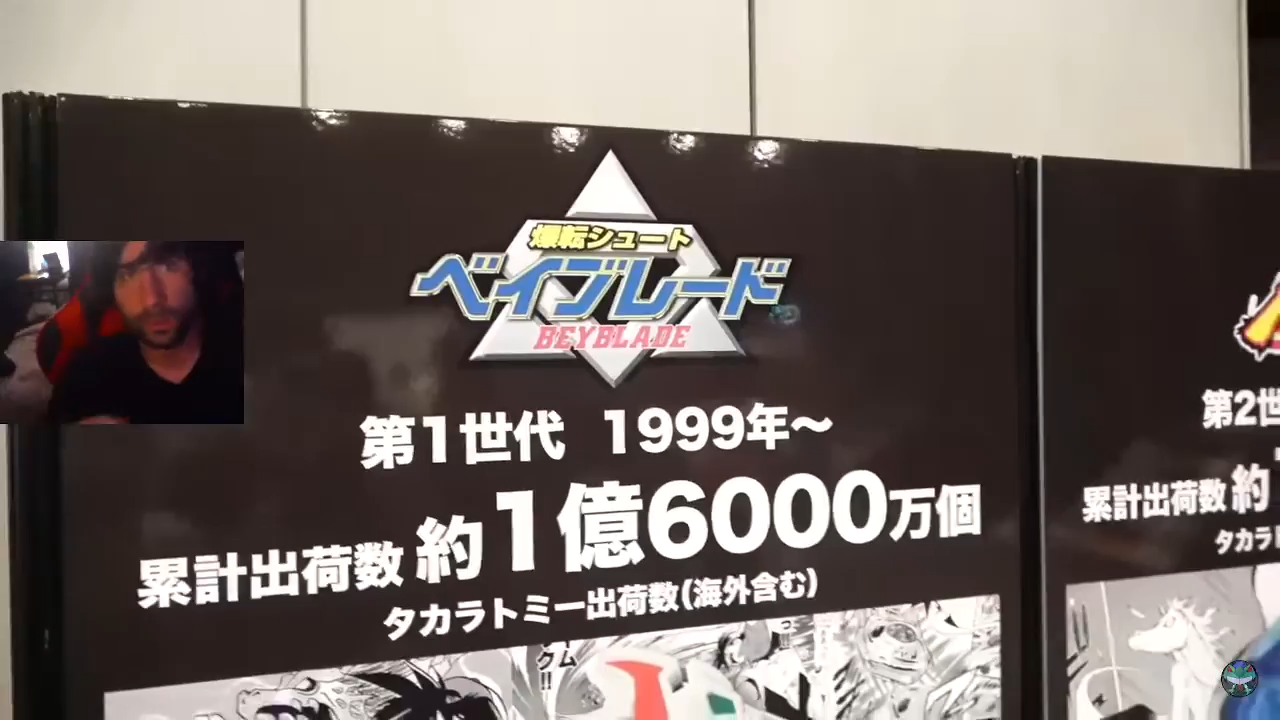 爆転シュート
ベイブレード
BEYBLADE
第1世代 1999年～
累計出荷数 約1億6000万個
タカラトミー出荷数(海外含む)
グム
!!
第2世
累計出荷数 約
タカラ